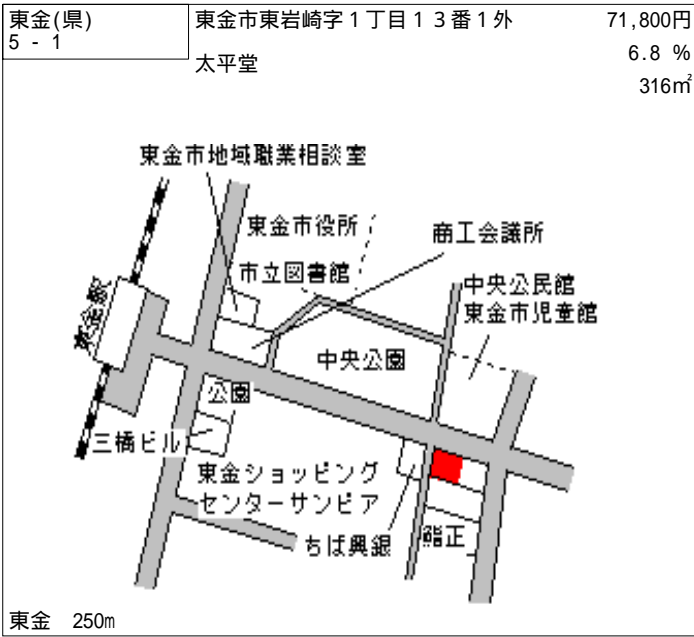 東金(県)
5 - 1
東金市東岩崎字１丁目１３番１外
太平堂
71,800円
6.8 %
316㎡
東金市地域職業相談室
東金市役所
商工会議所
市立図書館
中央公民館
東金市児童館
東金駅
中央公園
公園
三橋ビル
東金ショッピング
センターサンピア
ちば興銀
鮨正
東金 250m